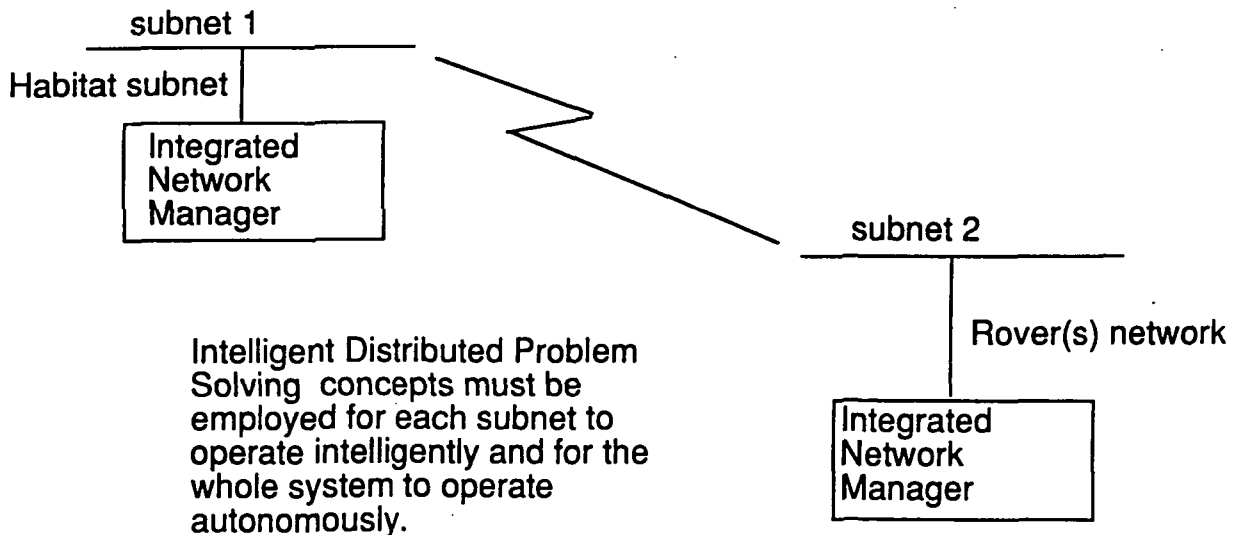 subnet 1
Habitat subnet
Integrated
Network
Manager
subnet 2
Rover(s) network
Integrated
Network
Manager
Intelligent Distributed Problem
Solving concepts must be
employed for each subnet to
operate intelligently and for the
whole system to operate
autonomously.